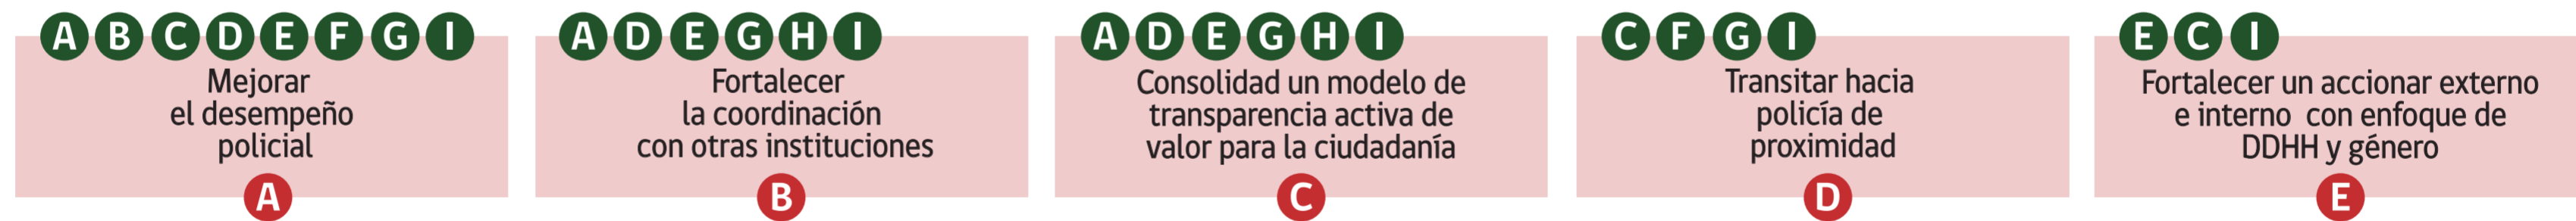 A B C D E F G I
Mejorar
el desempeño
policial
A
A D E G H I
Fortalecer
la coordinación
con otras instituciones
B
A D E G H I
Consolidad un modelo de
transparencia activa de
valor para la ciudadanía
C
C F G I
Transitar hacia
policía de
proximidad
D
E C I
Fortalecer un accionar externo
e interno con enfoque de
DDHH y género
E